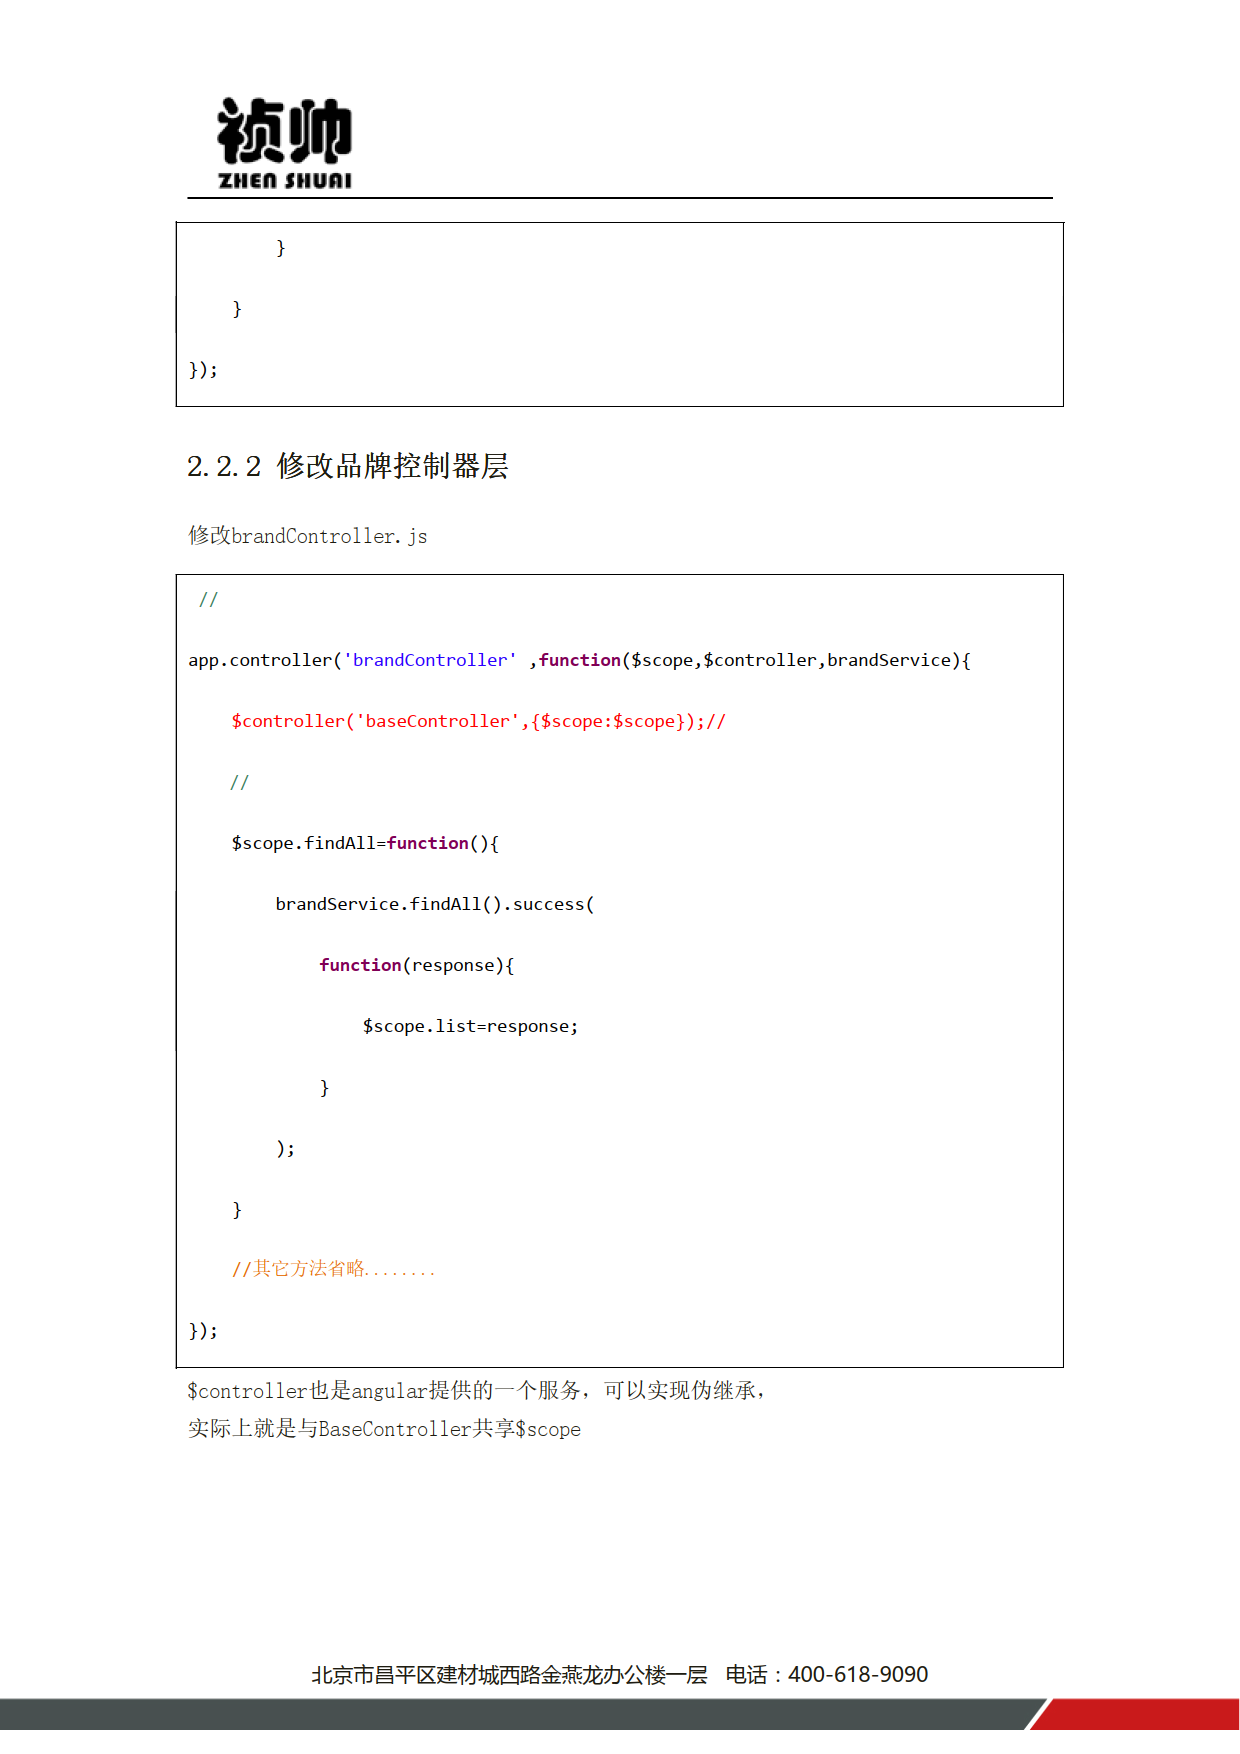 祯帅
ZHEN SHUAI
}
}
});
2.2.2 修改品牌控制器层
修改brandController.js
//
app.controller('brandController' ,function($scope,$controller,brandService){
$controller('baseController',{$scope:$scope});//
//
$scope.findAll=function(){
brandService.findAll().success(
function(response){
$scope.list=response;
}
);
}
//其它方法省略........
});
$controller也是angular提供的一个服务，可以实现伪继承，
实际上就是与BaseController共享$scope
北京市昌平区建材城西路金燕龙办公楼一层 电话：400-618-9090